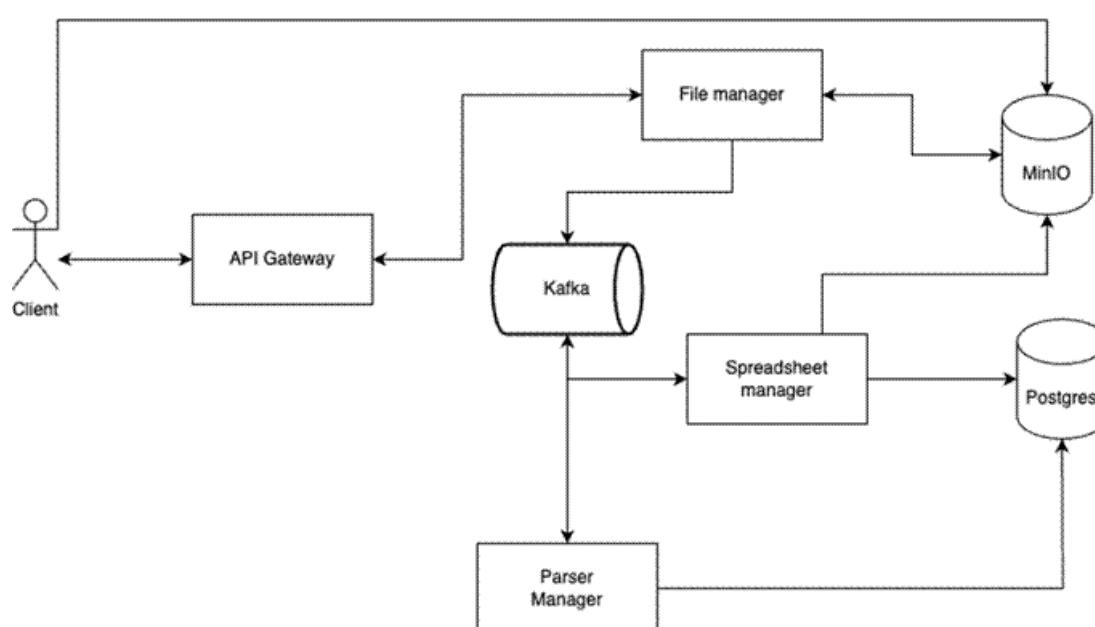 File manager
MinIO
API Gateway
Client
Kafka
Spreadsheet
manager
Postgres
Parser
Manager